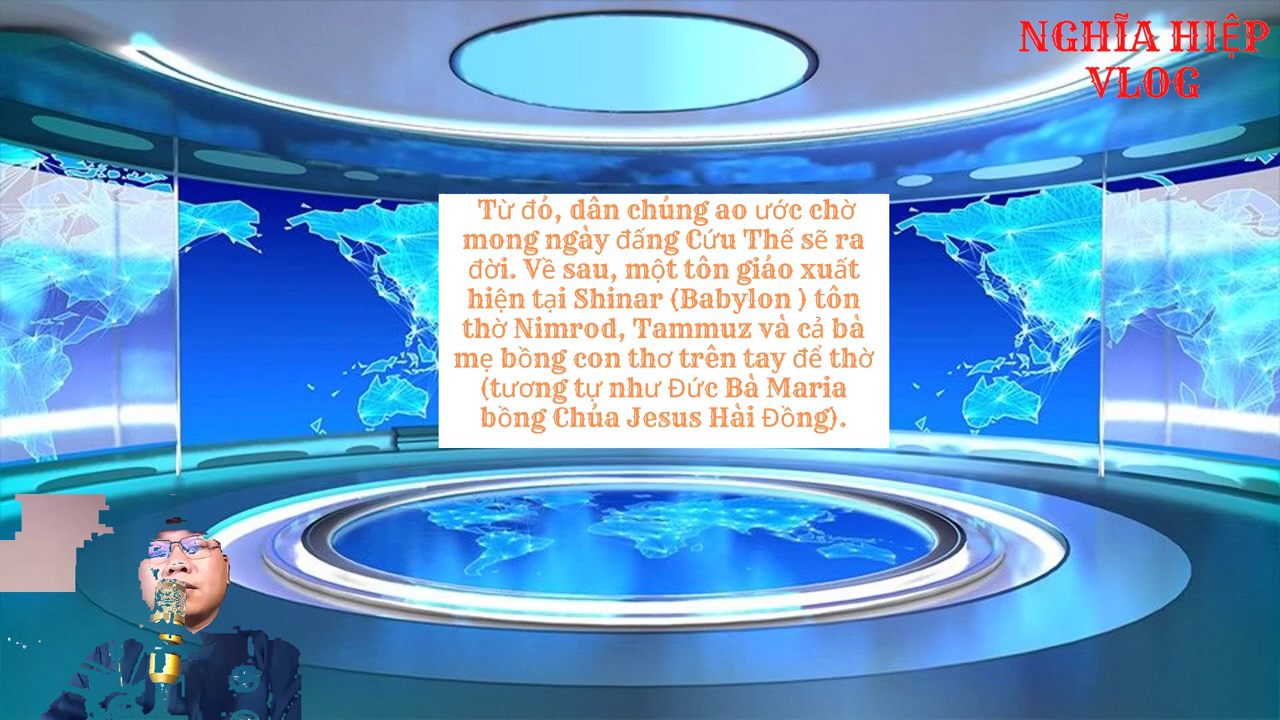 NGHĨA HIỆP
VLOG
Từ đó, dân chúng ao ước chờ
mong ngày đấng Cứu Thế sẽ ra
đời. Về sau, một tôn giáo xuất
hiện tại Shinar (Babylon ) tôn
thờ Nimrod, Tammuz và cả bà
mẹ bồng con thơ trên tay để thờ
(tương tự như Đức Bà Maria
bồng Chúa Jesus Hài Đồng).